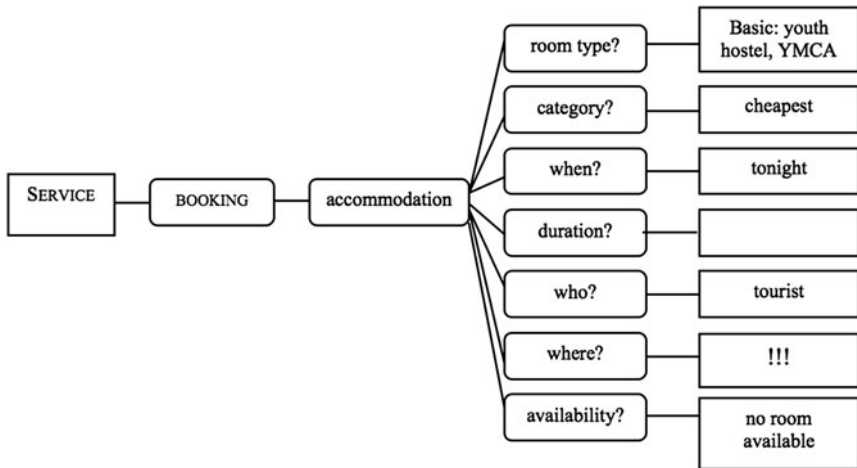 room type?
Basic: youth
hostel, YMCA
category?
cheapest
when?
tonight
SERVICE
BOOKING
accommodation
duration?
who?
tourist
where?
!!!
availability?
no room
available